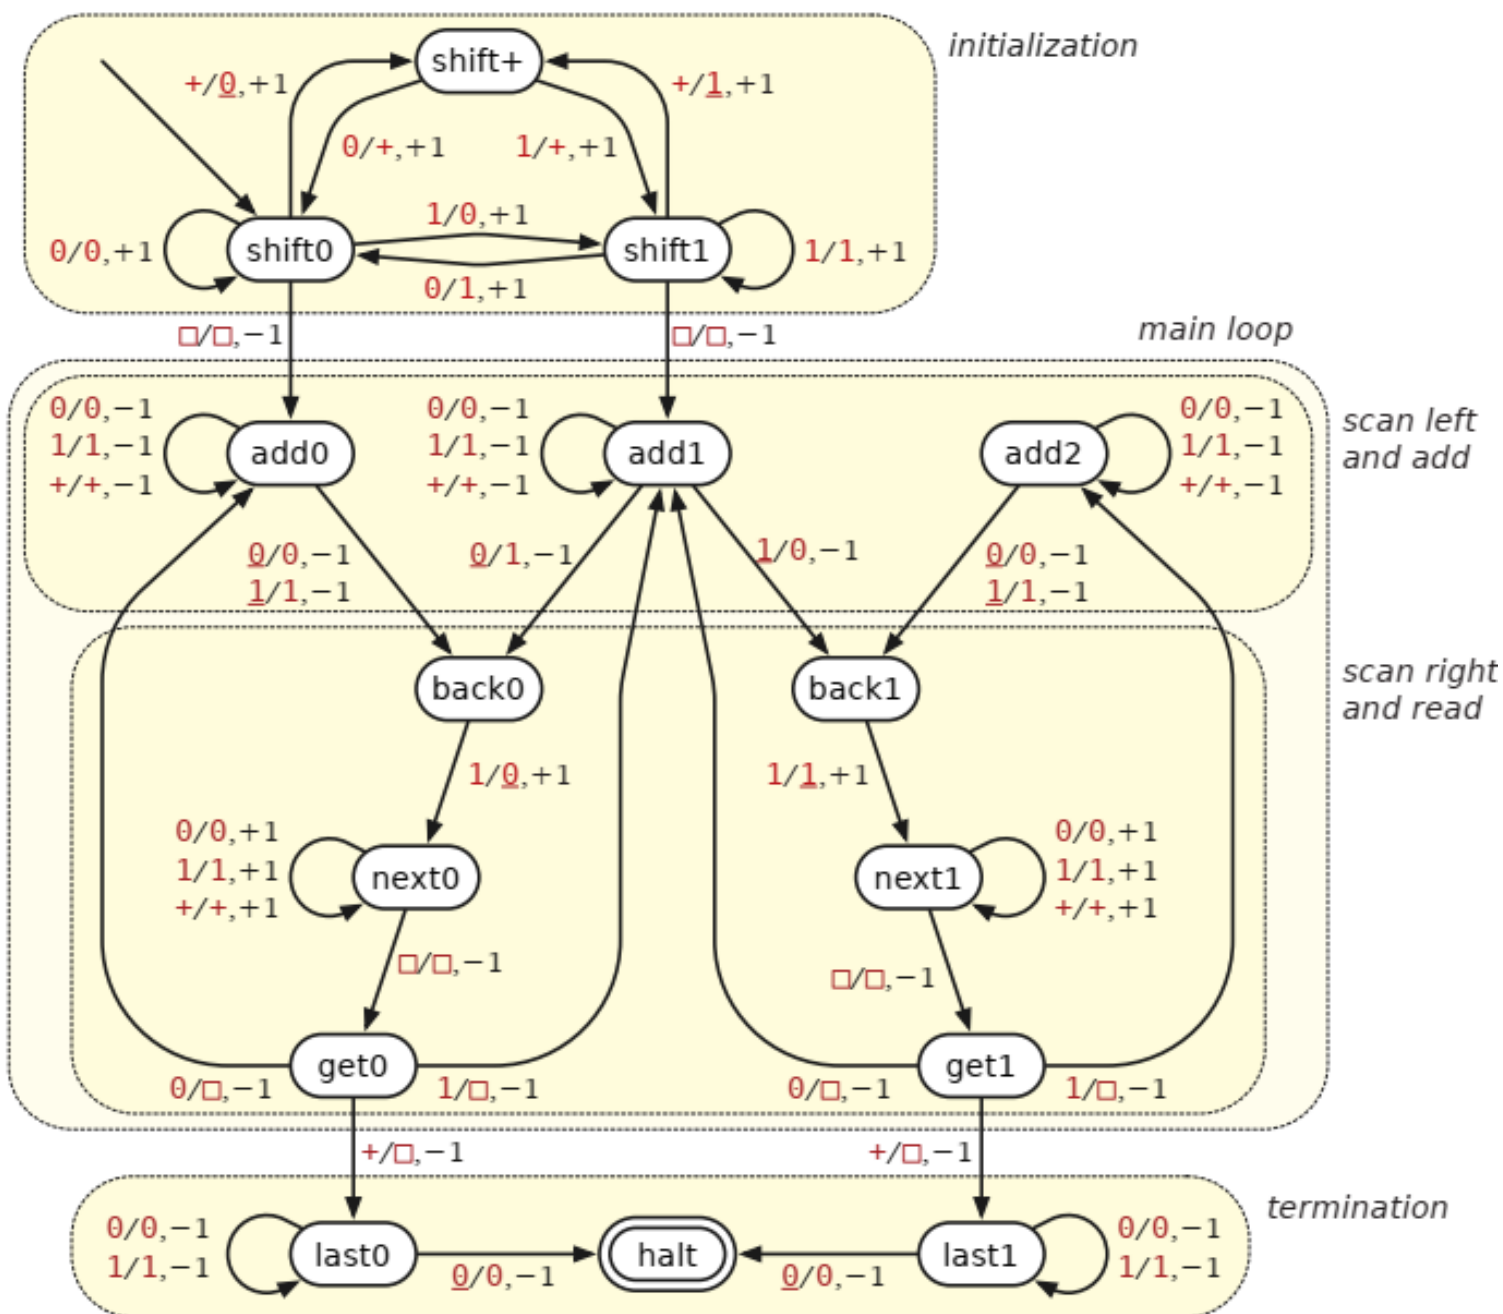 initialization
shift+
+/0̲,+1
+/1̲,+1
0/+,+1
1/+,+1
1/0,+1
0/0,+1
shift0
shift1
1/1,+1
0/1,+1
□/□,−1
□/□,−1
main loop
0/0,−1
1/1,−1
+/+,−1
add0
0/0,−1
1/1,−1
+/+,−1
add1
add2
0/0,−1
1/1,−1
+/+,−1
scan left
and add
0̲/0,−1
1̲/1,−1
0̲/1,−1
1̲/0,−1
0̲/0,−1
1̲/1,−1
back0
back1
scan right
and read
1/0̲,+1
1/1̲,+1
0/0,+1
1/1,+1
+/+,+1
next0
next1
0/0,+1
1/1,+1
+/+,+1
□/□,−1
□/□,−1
get0
get1
0/□,−1
1/□,−1
0/□,−1
1/□,−1
+/□,−1
+/□,−1
termination
0/0,−1
1/1,−1
last0
halt
last1
0/0,−1
1/1,−1
0̲/0,−1
0̲/0,−1